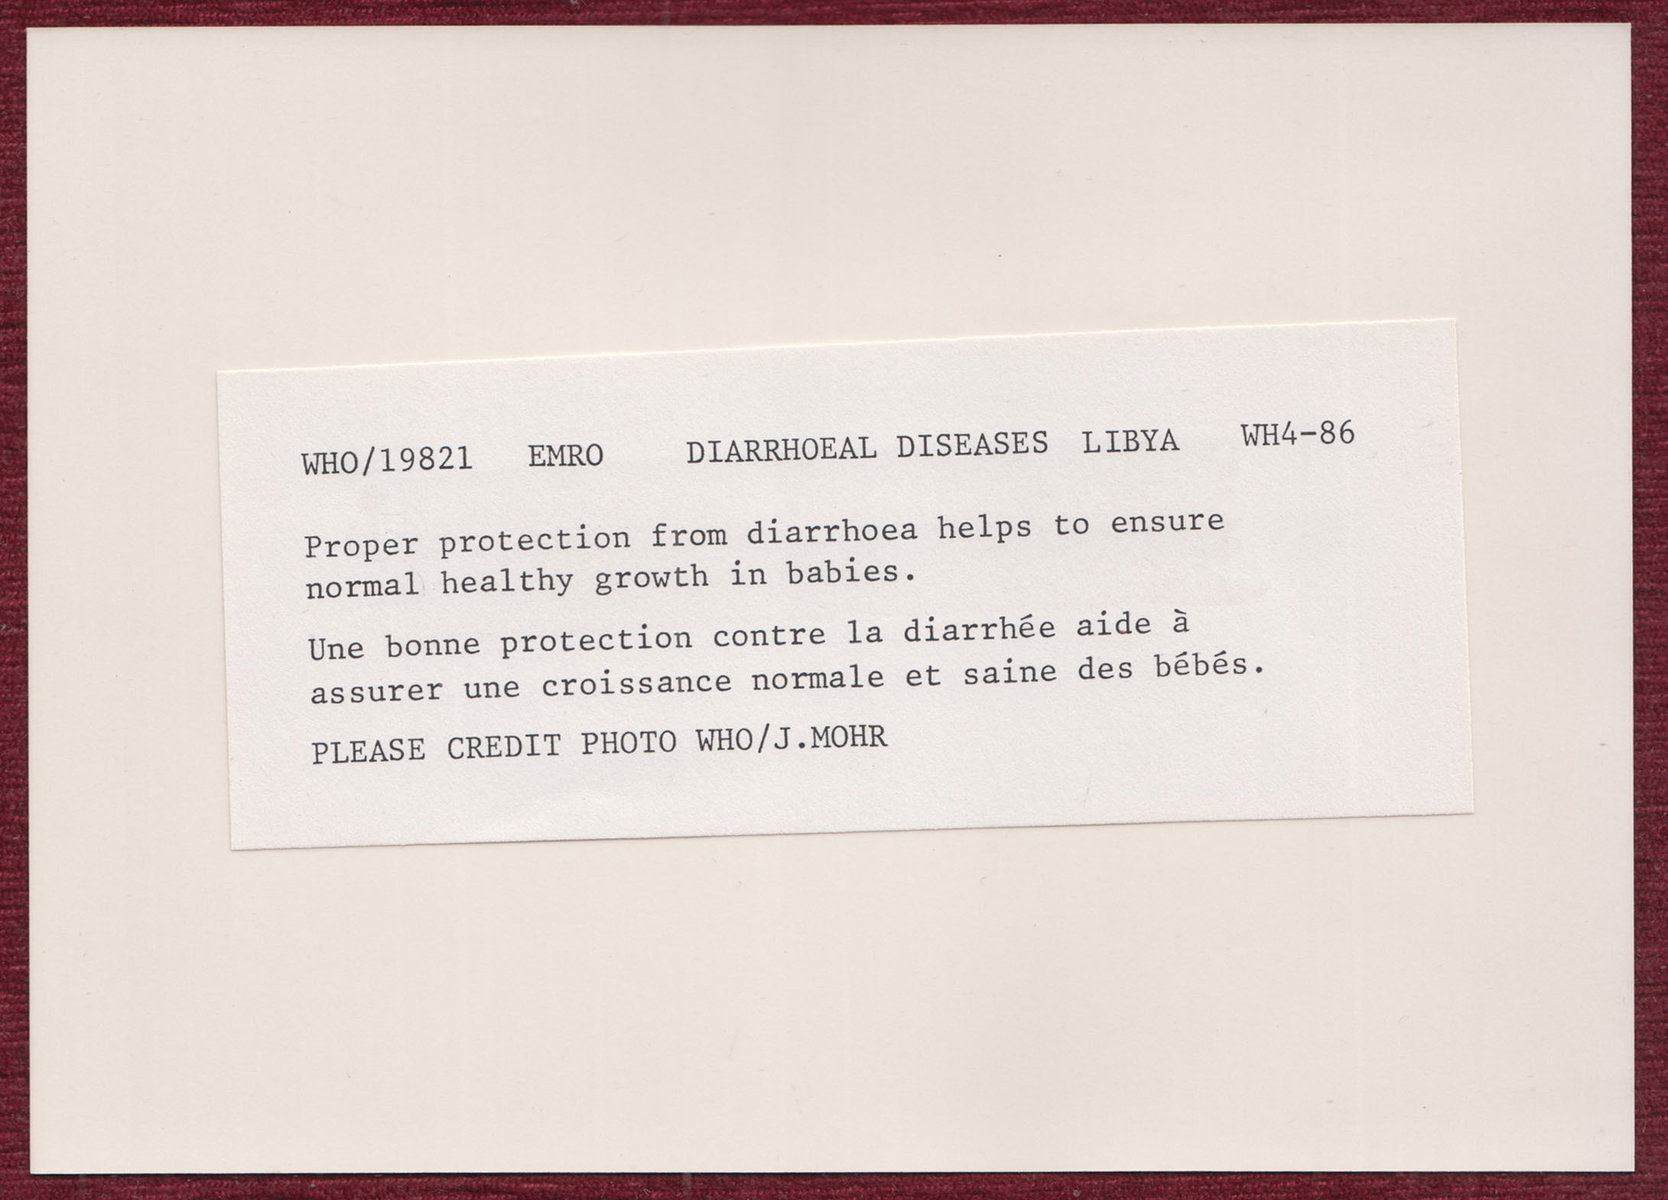 WHO/19821 EMRO DIARRHOEAL DISEASES LIBYA WH4-86
Proper protection from diarrhoea helps to ensure
normal healthy growth in babies.
Une bonne protection contre la diarrhée aide à
assurer une croissance normale et saine des bébés.
PLEASE CREDIT PHOTO WHO/J.MOHR